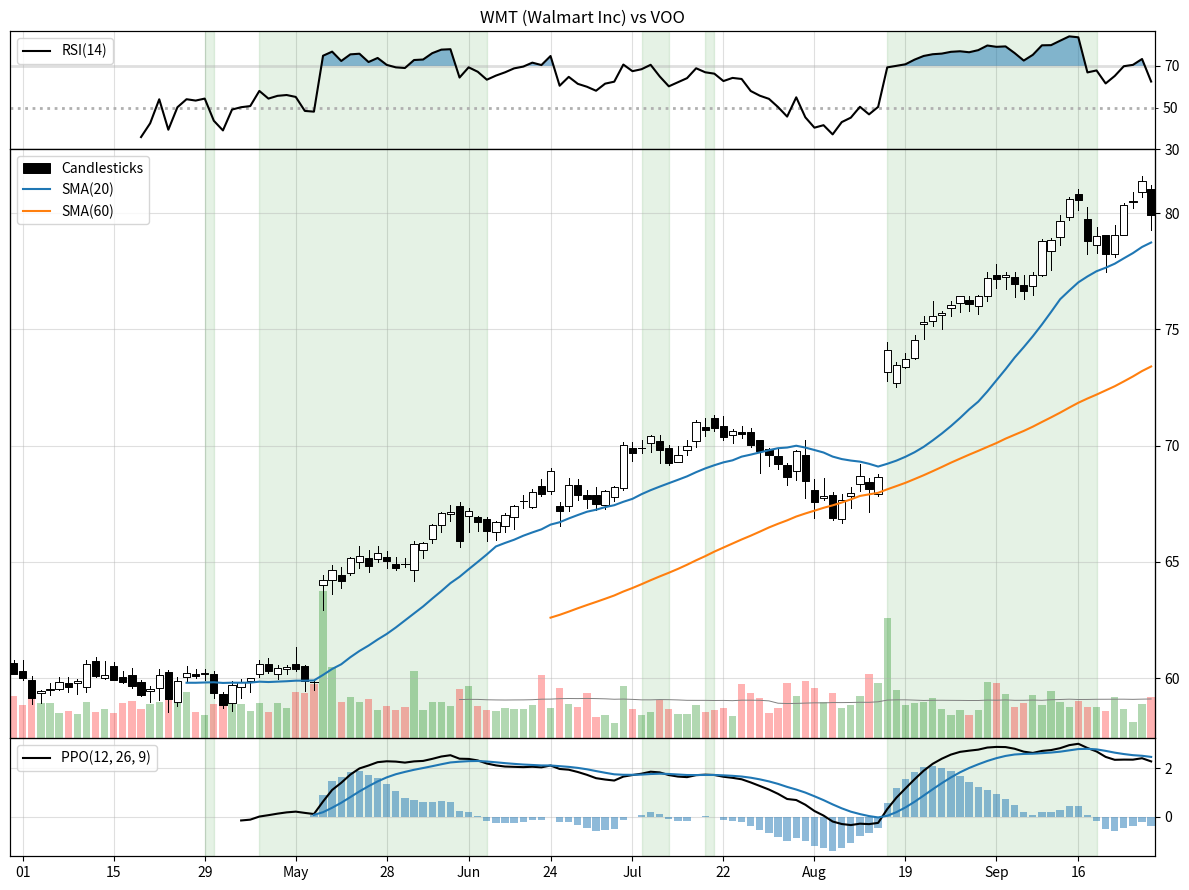 WMT (Walmart Inc) vs VOO
RSI(14)
70
50
30
Candlesticks
SMA(20)
SMA(60)
80
75
70
65
60
PPO(12, 26, 9)
2
0
01 15 29 May 28 Jun 24 Jul 22 Aug 19 Sep 16